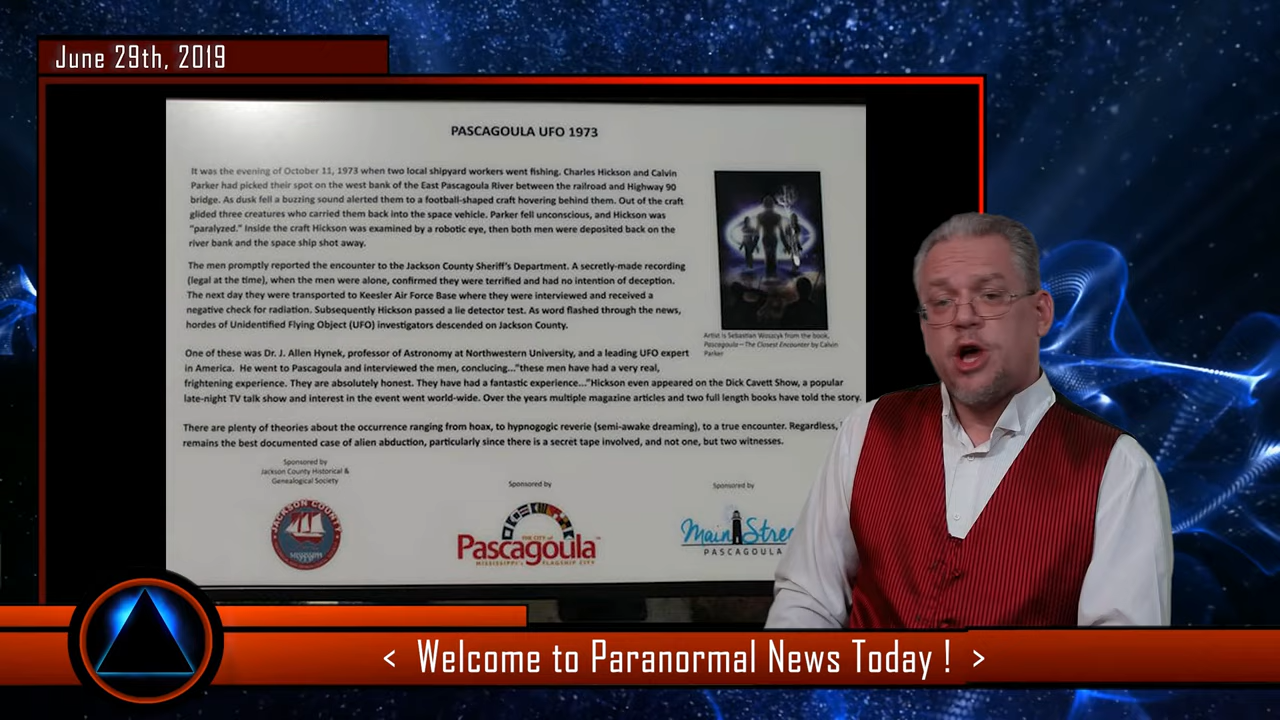 June 29th, 2019
PASCAGOULA UFO 1973
It was the evening of October 11, 1973 when two local shipyard workers went fishing. Charles Hickson and Calvin
Parker had picked their spot on the west bank of the East Pascagoula River between the railroad and Highway 90
bridge. As dusk fell a buzzing sound alerted them to a football-shaped craft hovering behind them. Out of the craft
glided three creatures who carried them back into the space vehicle. Parker fell unconscious, and Hickson was
"paralyzed." Inside the craft Hickson was examined by a robotic eye, then both men were deposited back on the
river bank and the space ship shot away.
The men promptly reported the encounter to the Jackson County Sheriff's Department. A secretly-made recording
(legal at the time), when the men were alone, confirmed they were terrified and had no intention of deception.
The next day they were transported to Keesler Air Force Base where they were interviewed and received a
negative check for radiation. Subsequently Hickson passed a lie detector test. As word flashed through the news,
hordes of Unidentified Flying Object (UFO) investigators descended on Jackson County.
Artist is Sebastian Woszcyk from the book,
Pascagoula—The Closest Encounter by Calvin
Parker
One of these was Dr. J. Allen Hynek, professor of Astronomy at Northwestern University, and a leading UFO expert
in America. He went to Pascagoula and interviewed the men, conclucing..."these men have had a very real,
frightening experience. They are absolutely honest. They have had a fantastic experience..."Hickson even appeared on the Dick Cavett Show, a popular
late-night TV talk show and interest in the event went world-wide. Over the years multiple magazine articles and two full length books have told the story.
There are plenty of theories about the occurrence ranging from hoax, to hypnogogic reverie (semi-awake dreaming), to a true encounter. Regardless,
remains the best documented case of alien abduction, particularly since there is a secret tape involved, and not one, but two witnesses.
Sponsored by
Jackson County Historical &
Genealogical Society
Sponsored by
Sponsored by
JACKSON COUNTY
THE CITY of
Pascagoula
MISSISSIPPI'S FLAGSHIP CITY
Main Stree
PASCAGOULA
< Welcome to Paranormal News Today ! >